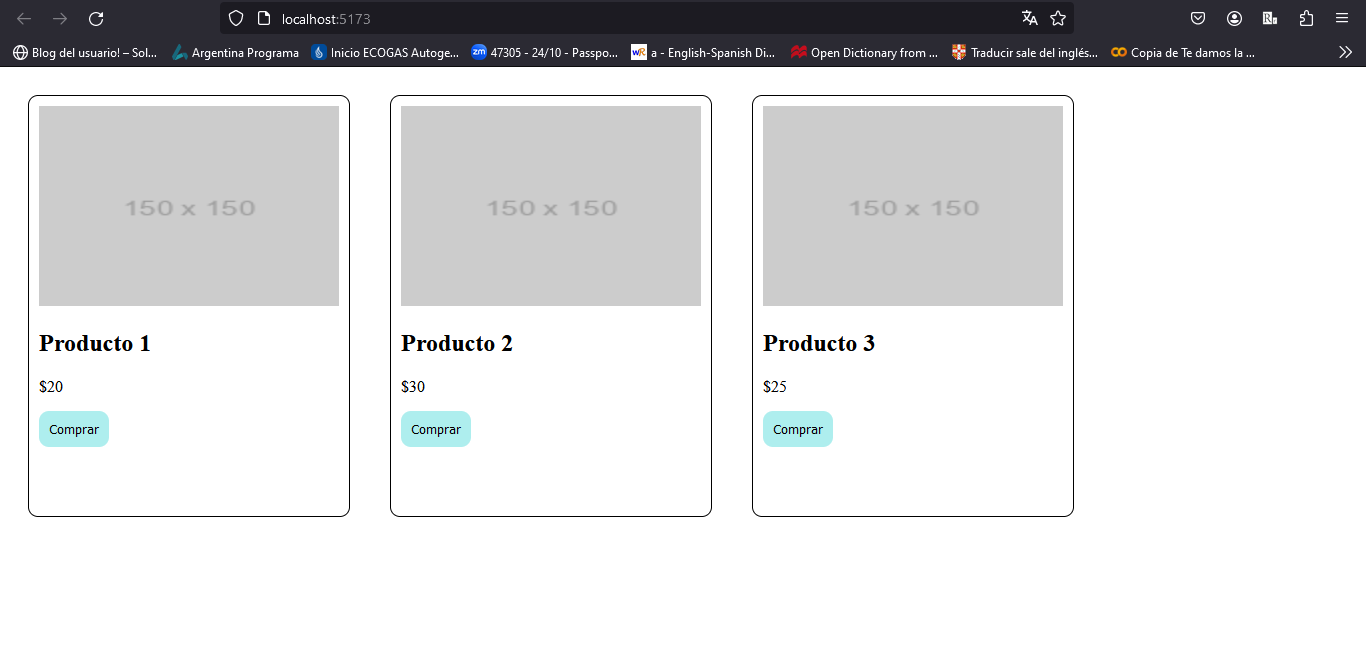 localhost:5173
Blog del usuario! – Sol... Argentina Programa Inicio ECOGAS Autoge... zm 47305 - 24/10 - Passpo... wR a - English-Spanish Di... Open Dictionary from ... Traducir sale del inglés... Copia de Te damos la ...
150 x 150 150 x 150 150 x 150
Producto 1 Producto 2 Producto 3
$20 $30 $25
Comprar Comprar Comprar